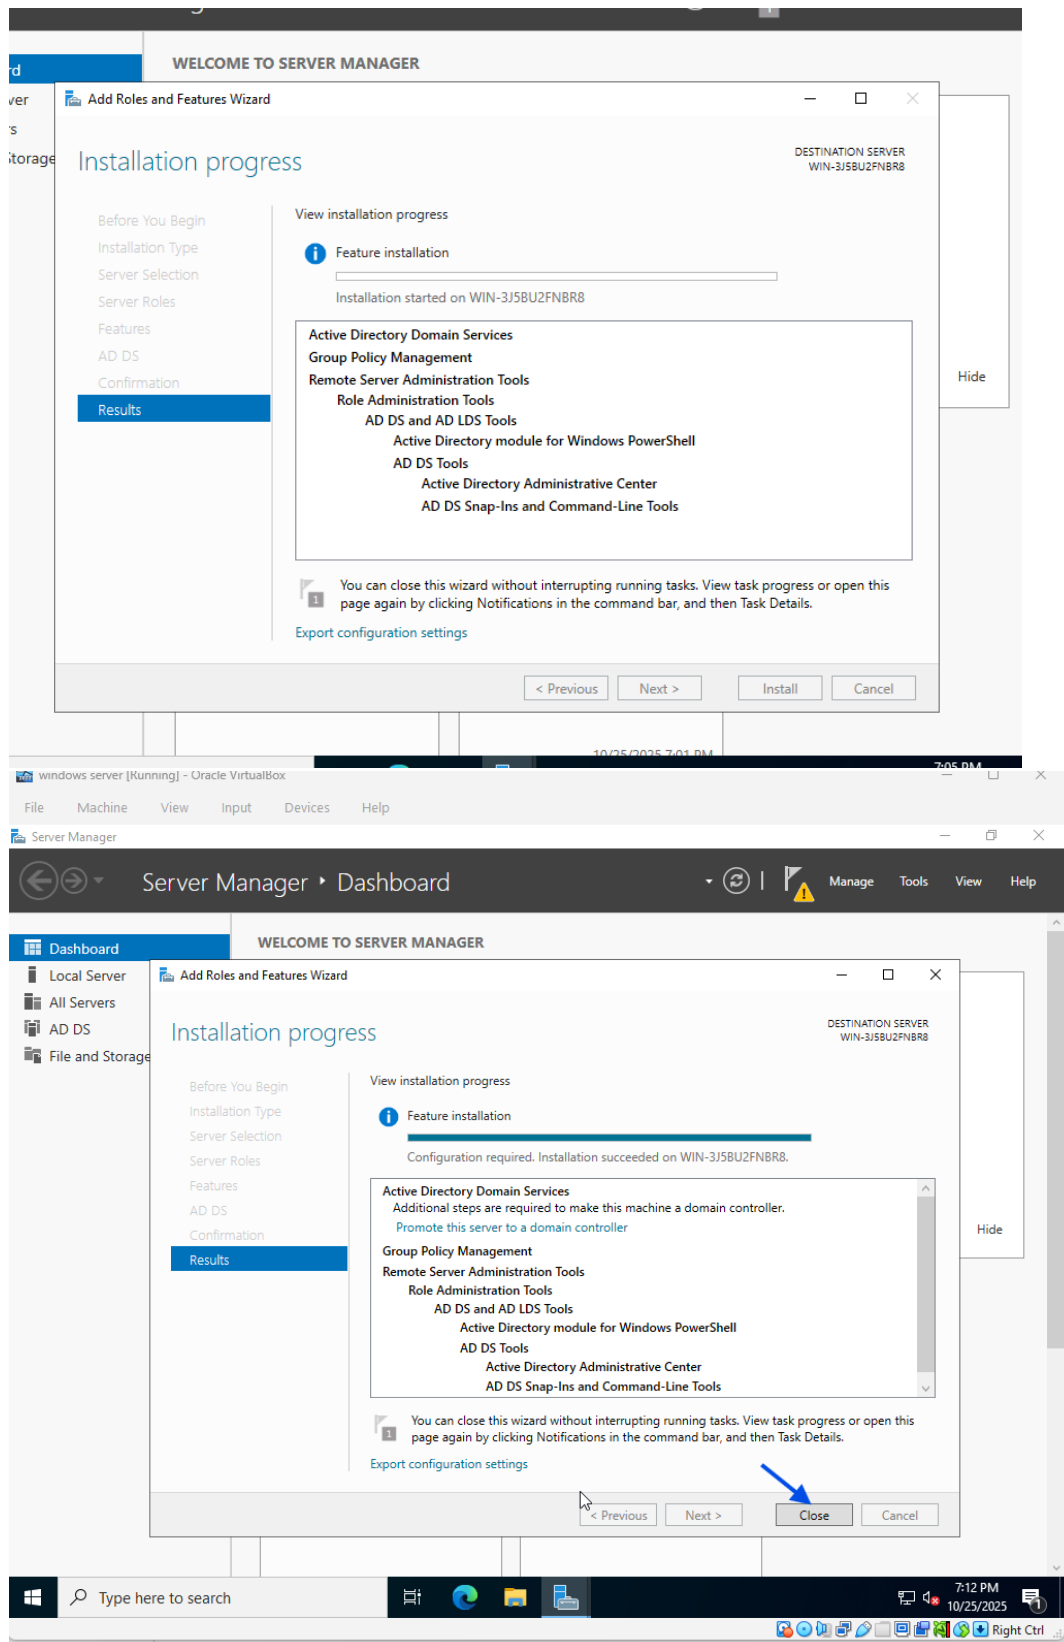 WELCOME TO SERVER MANAGER
Add Roles and Features Wizard
Installation progress
DESTINATION SERVER
WIN-3J5BU2FNBR8
Before You Begin
Installation Type
Server Selection
Server Roles
Features
AD DS
Confirmation
Results
View installation progress
Feature installation
Installation started on WIN-3J5BU2FNBR8
Active Directory Domain Services
Group Policy Management
Remote Server Administration Tools
Role Administration Tools
AD DS and AD LDS Tools
Active Directory module for Windows PowerShell
AD DS Tools
Active Directory Administrative Center
AD DS Snap-Ins and Command-Line Tools
Hide
1
You can close this wizard without interrupting running tasks. View task progress or open this
page again by clicking Notifications in the command bar, and then Task Details.
Export configuration settings
< Previous
Next >
Install
Cancel
10/25/2025 7:01 PM
7:05 PM
windows server [Running] - Oracle VirtualBox
File Machine View Input Devices Help
Server Manager
Server Manager ‣ Dashboard
Manage Tools View Help
Dashboard
Local Server
All Servers
AD DS
File and Storage
WELCOME TO SERVER MANAGER
Add Roles and Features Wizard
Installation progress
DESTINATION SERVER
WIN-3J5BU2FNBR8
Before You Begin
Installation Type
Server Selection
Server Roles
Features
AD DS
Confirmation
Results
View installation progress
Feature installation
Configuration required. Installation succeeded on WIN-3J5BU2FNBR8.
Active Directory Domain Services
Additional steps are required to make this machine a domain controller.
Promote this server to a domain controller
Group Policy Management
Remote Server Administration Tools
Role Administration Tools
AD DS and AD LDS Tools
Active Directory module for Windows PowerShell
AD DS Tools
Active Directory Administrative Center
AD DS Snap-Ins and Command-Line Tools
Hide
1
You can close this wizard without interrupting running tasks. View task progress or open this
page again by clicking Notifications in the command bar, and then Task Details.
Export configuration settings
< Previous
Next >
Close
Cancel
Type here to search
7:12 PM
10/25/2025
1
Right Ctrl